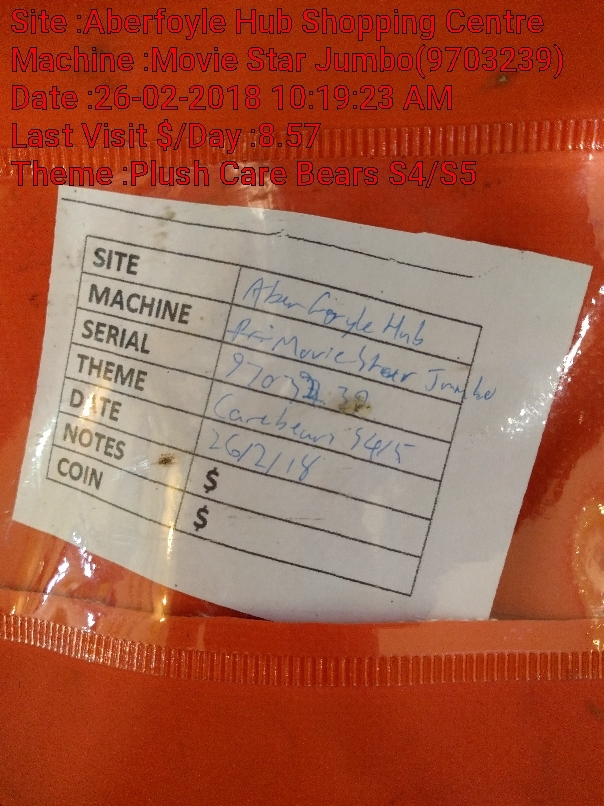 Site :Aberfoyle Hub Shopping Centre
Machine :Movie Star Jumbo(9703239)
Date :26-02-2018 10:19:23 AM
Last Visit $/Day :8.57
Theme :Plush Care Bears S4/S5
SITE Aberfoyle Hub
MACHINE Movie Star Jumbo
SERIAL
THEME Carebears S4/5
DATE 26/2/18
NOTES $
COIN $